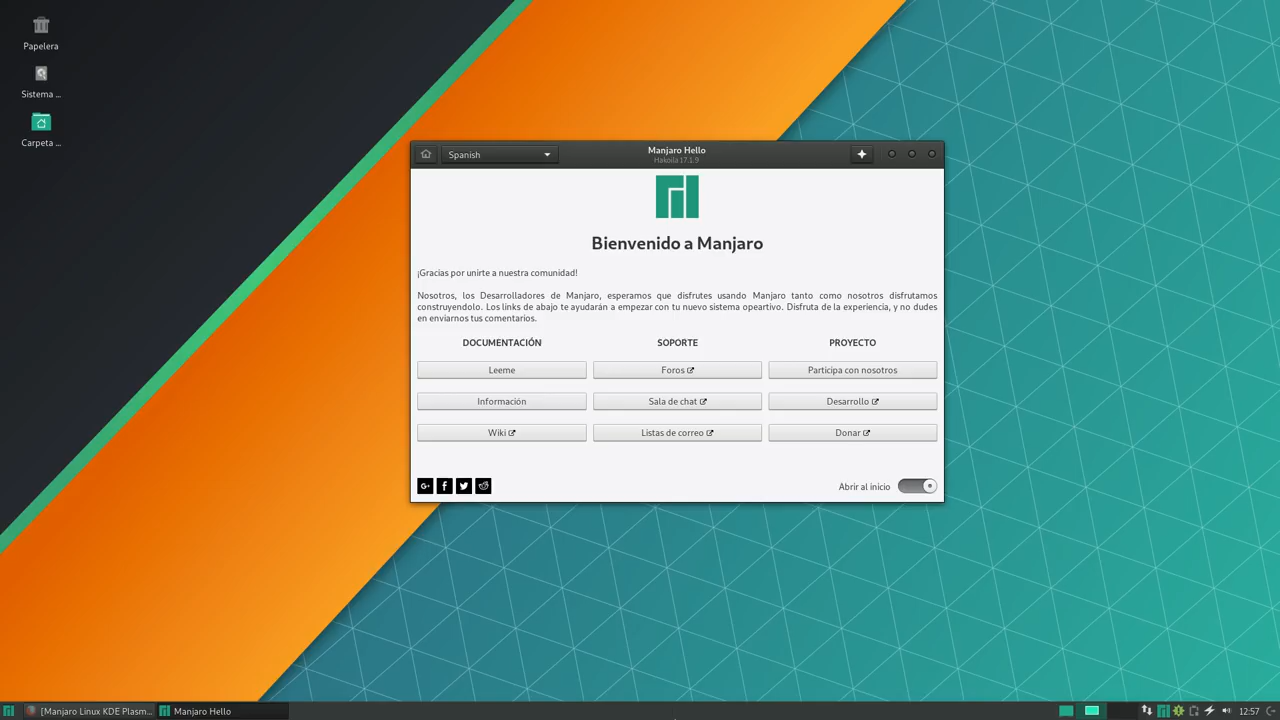 Papelera
Sistema ...
Carpeta ...
Spanish
Manjaro Hello
Hakoila 17.1.9
Bienvenido a Manjaro
¡Gracias por unirte a nuestra comunidad!
Nosotros, los Desarrolladores de Manjaro, esperamos que disfrutes usando Manjaro tanto como nosotros disfrutamos
construyendolo. Los links de abajo te ayudarán a empezar con tu nuevo sistema opeartivo. Disfruta de la experiencia, y no dudes
en enviarnos tus comentarios.
DOCUMENTACIÓN SOPORTE PROYECTO
Leeme Foros Participa con nosotros
Información Sala de chat Desarrollo
Wiki Listas de correo Donar
Abrir al inicio
[Manjaro Linux KDE Plasm... Manjaro Hello 12:57